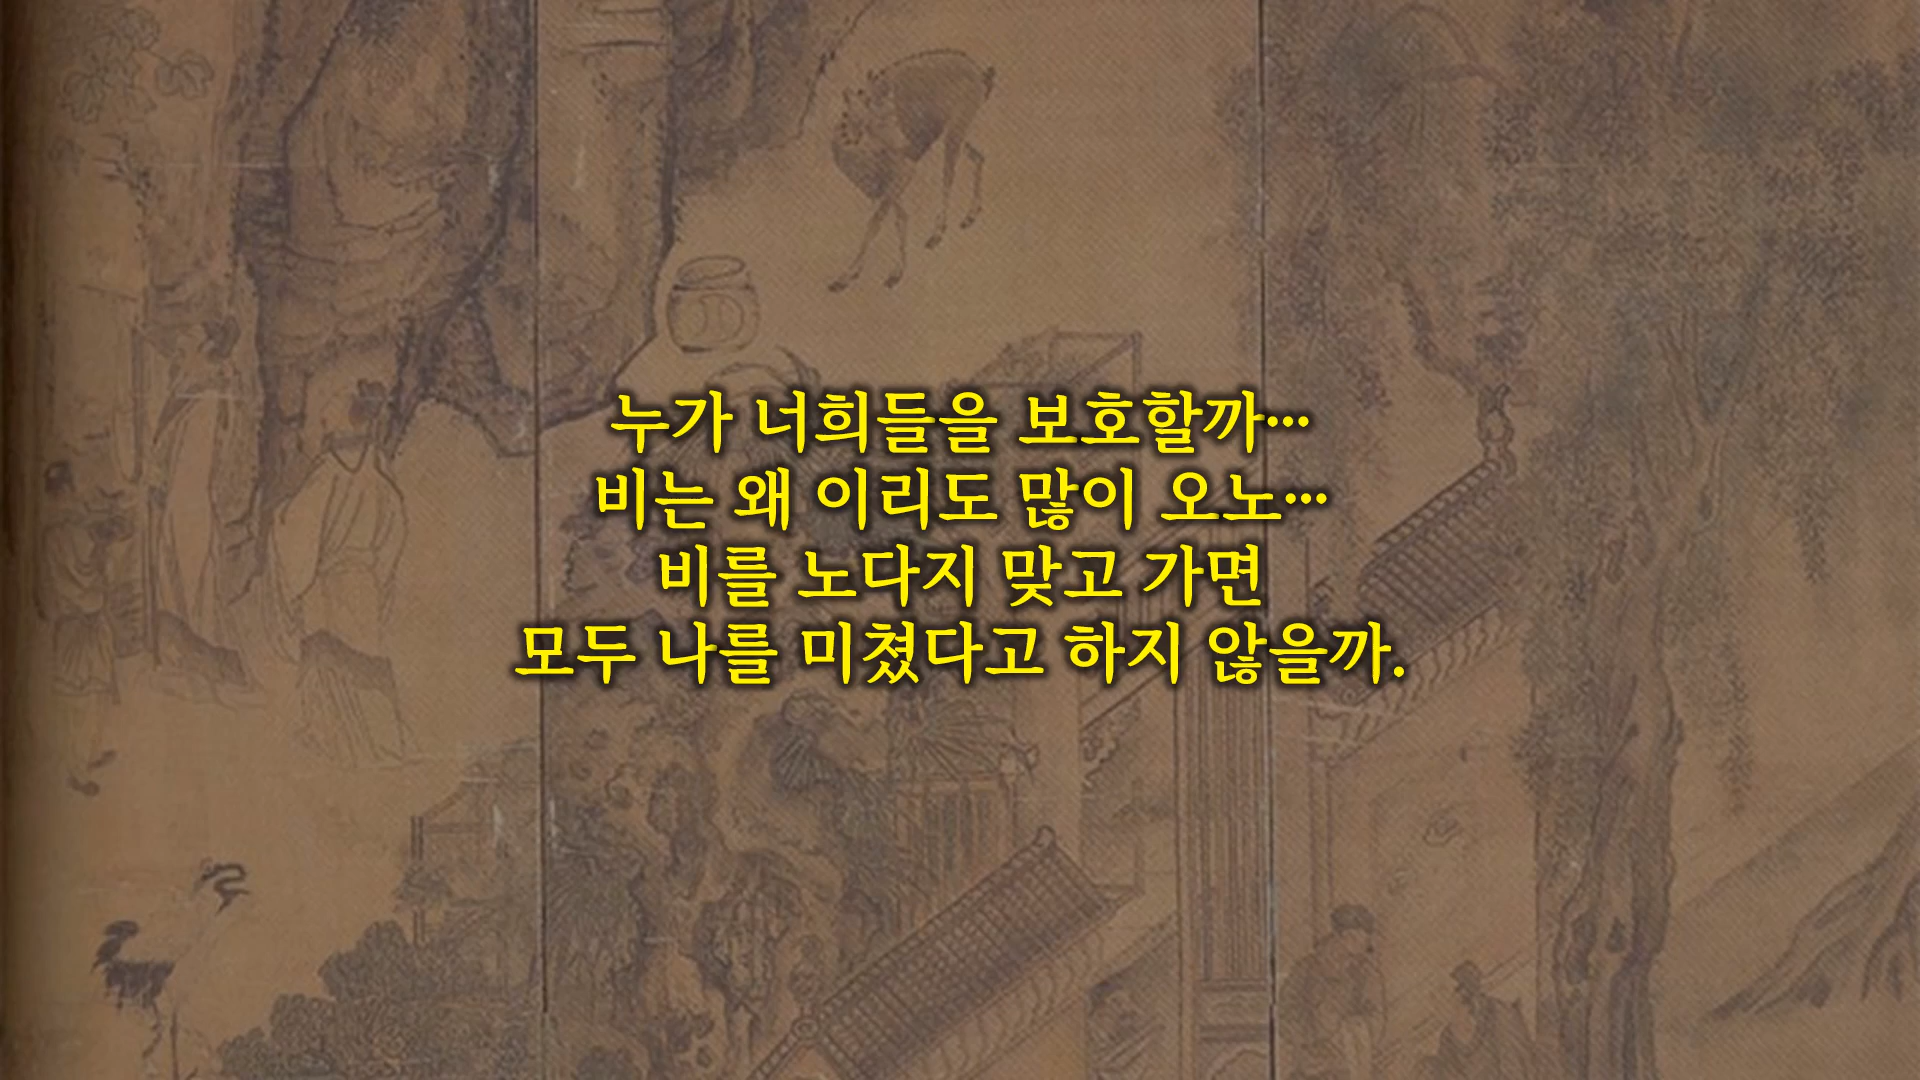 누가 너희들을 보호할까…
비는 왜 이리도 많이 오노…
비를 노다지 맞고 가면
모두 나를 미쳤다고 하지 않을까.